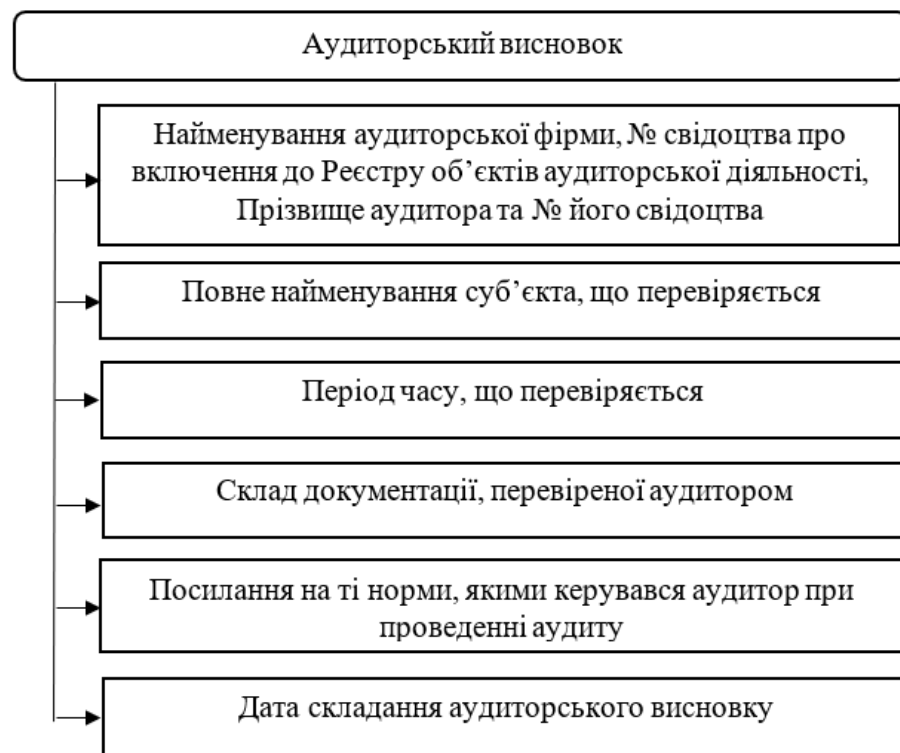 Аудиторський висновок
Найменування аудиторської фірми, № свідоцтва про
включення до Реєстру об’єктів аудиторської діяльності,
Прізвище аудитора та № його свідоцтва
Повне найменування суб’єкта, що перевіряється
Період часу, що перевіряється
Склад документації, перевіреної аудитором
Посилання на ті норми, якими керувався аудитор при
проведенні аудиту
Дата складання аудиторського висновку